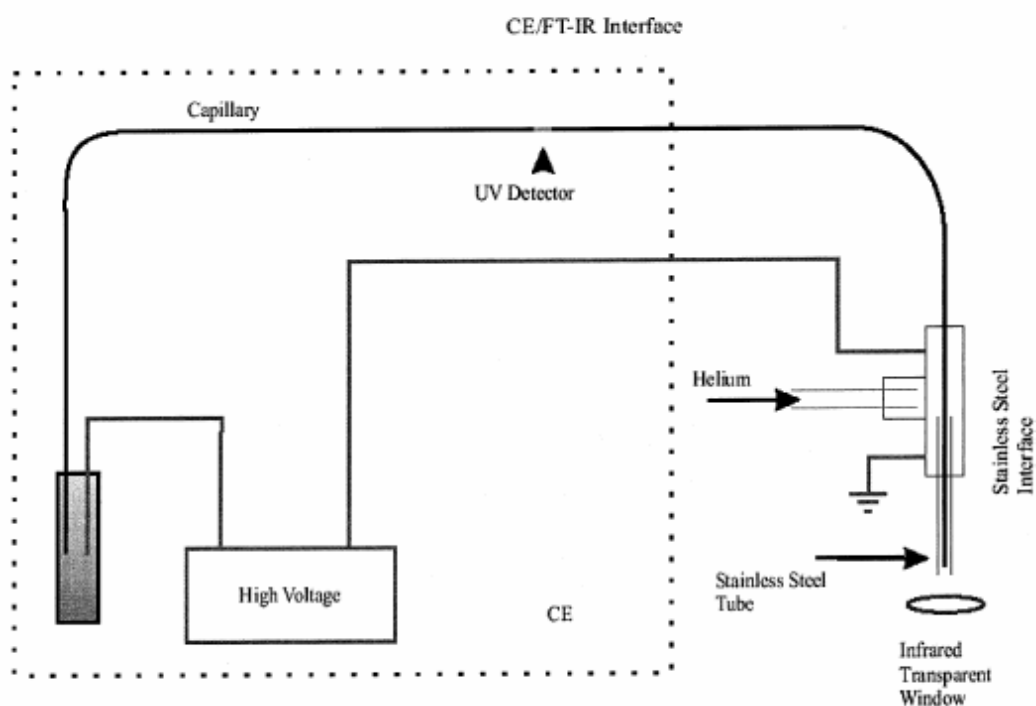 CE/FT-IR Interface
Capillary
UV Detector
Helium
Stainless Steel
Interface
High Voltage
CE
Stainless Steel
Tube
Infrared
Transparent
Window